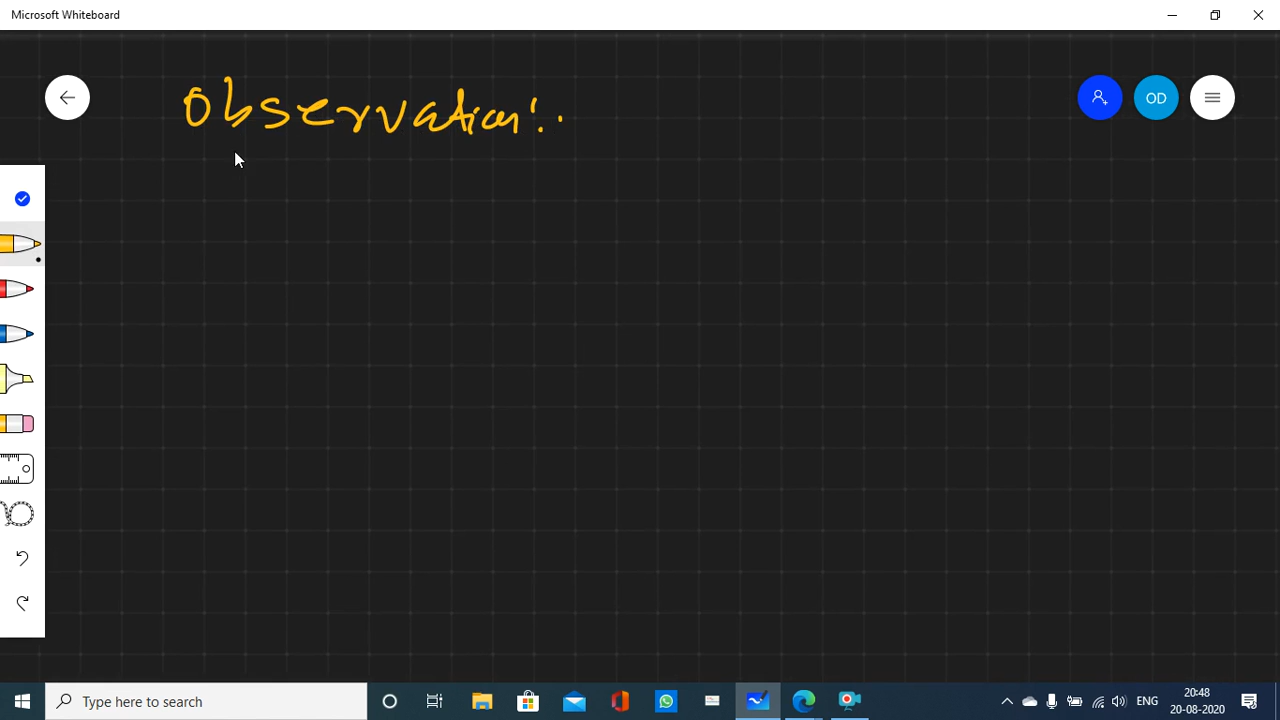 Microsoft Whiteboard
Observation:.
OD
Type here to search
ENG
20:48
20-08-2020